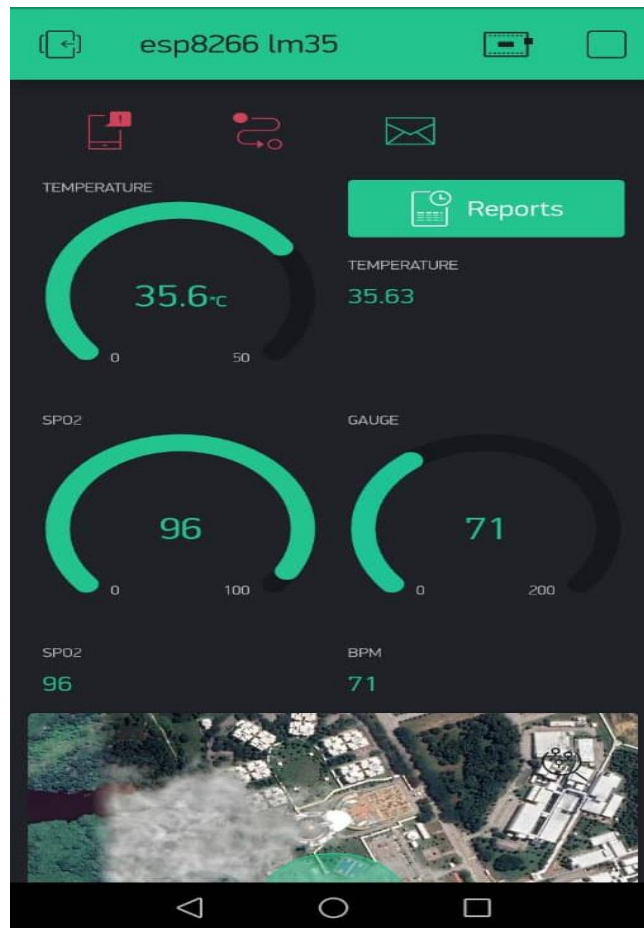 esp8266 lm35
TEMPERATURE
Reports
35.6°C
0 50
TEMPERATURE
35.63
SPO2
96
0 100
GAUGE
71
0 200
SPO2
96
BPM
71